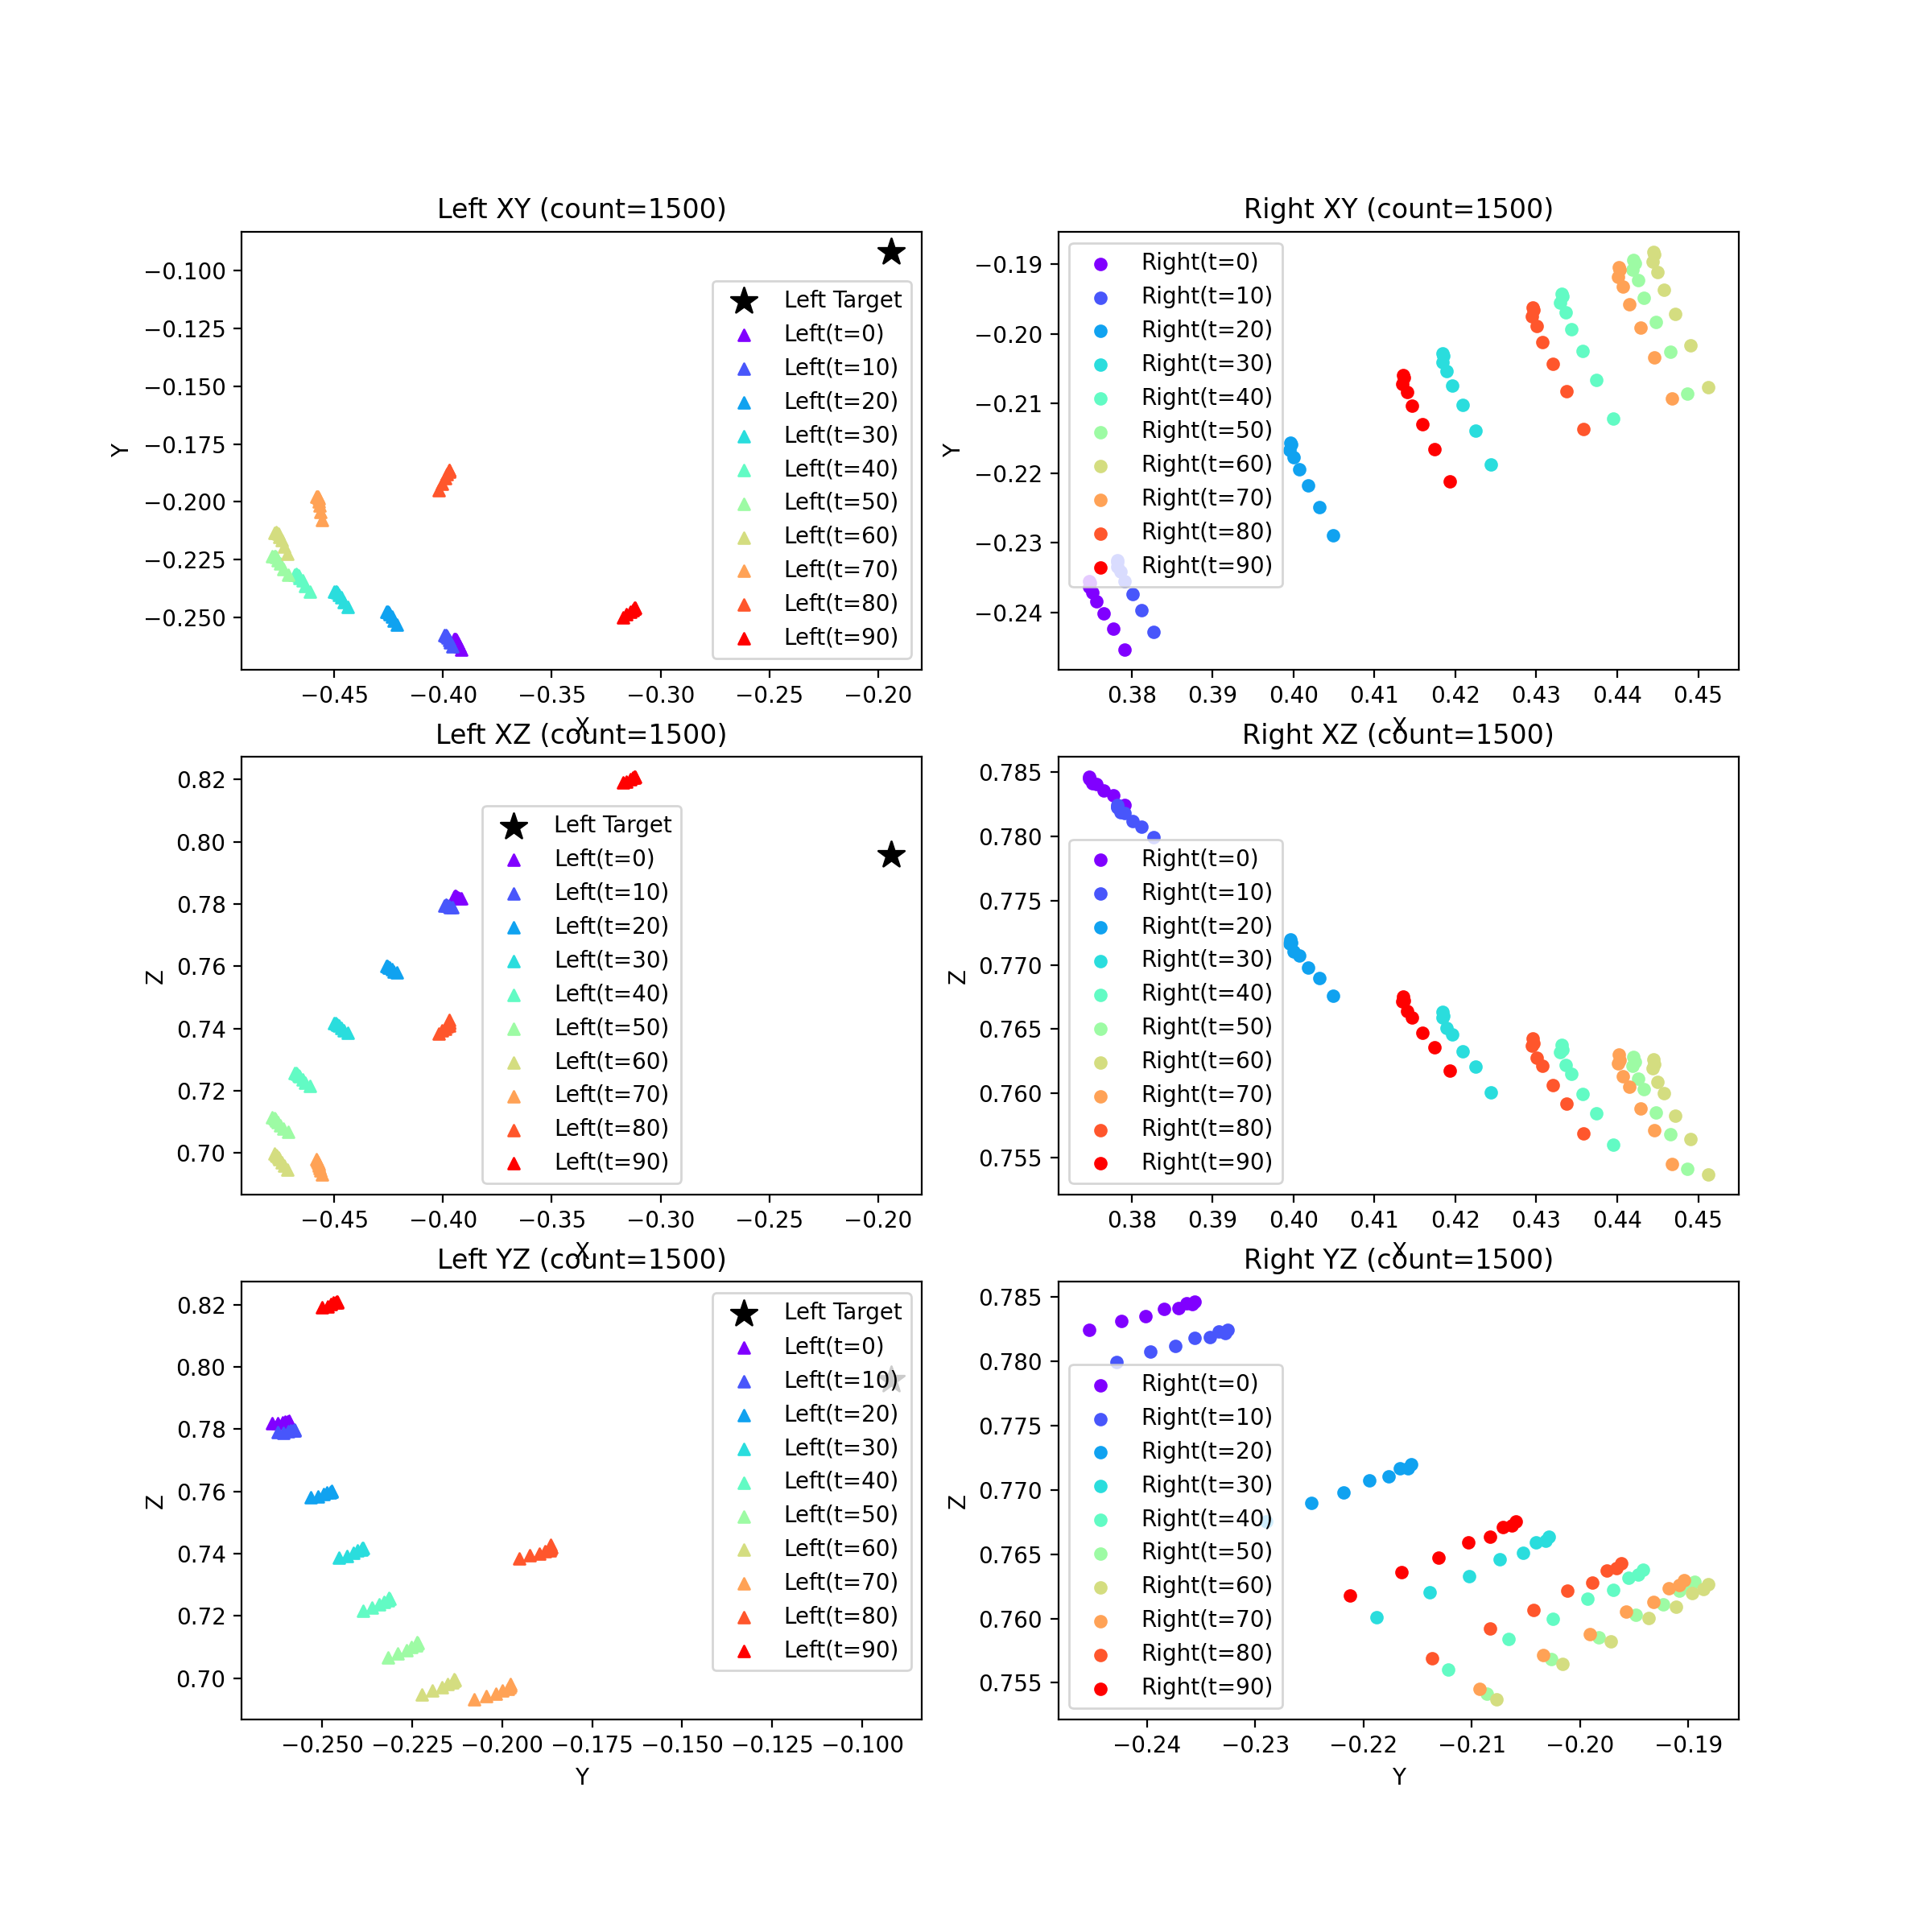 Left XY (count=1500)
Y
−0.100
−0.125
−0.150
−0.175
−0.200
−0.225
−0.250
Left Target
Left(t=0)
Left(t=10)
Left(t=20)
Left(t=30)
Left(t=40)
Left(t=50)
Left(t=60)
Left(t=70)
Left(t=80)
Left(t=90)
−0.45 −0.40 −0.35 −0.30 −0.25 −0.20
X
Right XY (count=1500)
Y
−0.19
−0.20
−0.21
−0.22
−0.23
−0.24
Right(t=0)
Right(t=10)
Right(t=20)
Right(t=30)
Right(t=40)
Right(t=50)
Right(t=60)
Right(t=70)
Right(t=80)
Right(t=90)
0.38 0.39 0.40 0.41 0.42 0.43 0.44 0.45
X
Left XZ (count=1500)
Z
0.82
0.80
0.78
0.76
0.74
0.72
0.70
Left Target
Left(t=0)
Left(t=10)
Left(t=20)
Left(t=30)
Left(t=40)
Left(t=50)
Left(t=60)
Left(t=70)
Left(t=80)
Left(t=90)
−0.45 −0.40 −0.35 −0.30 −0.25 −0.20
X
Right XZ (count=1500)
Z
0.785
0.780
0.775
0.770
0.765
0.760
0.755
Right(t=0)
Right(t=10)
Right(t=20)
Right(t=30)
Right(t=40)
Right(t=50)
Right(t=60)
Right(t=70)
Right(t=80)
Right(t=90)
0.38 0.39 0.40 0.41 0.42 0.43 0.44 0.45
X
Left YZ (count=1500)
Z
0.82
0.80
0.78
0.76
0.74
0.72
0.70
Left Target
Left(t=0)
Left(t=10)
Left(t=20)
Left(t=30)
Left(t=40)
Left(t=50)
Left(t=60)
Left(t=70)
Left(t=80)
Left(t=90)
−0.250 −0.225 −0.200 −0.175 −0.150 −0.125 −0.100
Y
Right YZ (count=1500)
Z
0.785
0.780
0.775
0.770
0.765
0.760
0.755
Right(t=0)
Right(t=10)
Right(t=20)
Right(t=30)
Right(t=40)
Right(t=50)
Right(t=60)
Right(t=70)
Right(t=80)
Right(t=90)
−0.24 −0.23 −0.22 −0.21 −0.20 −0.19
Y